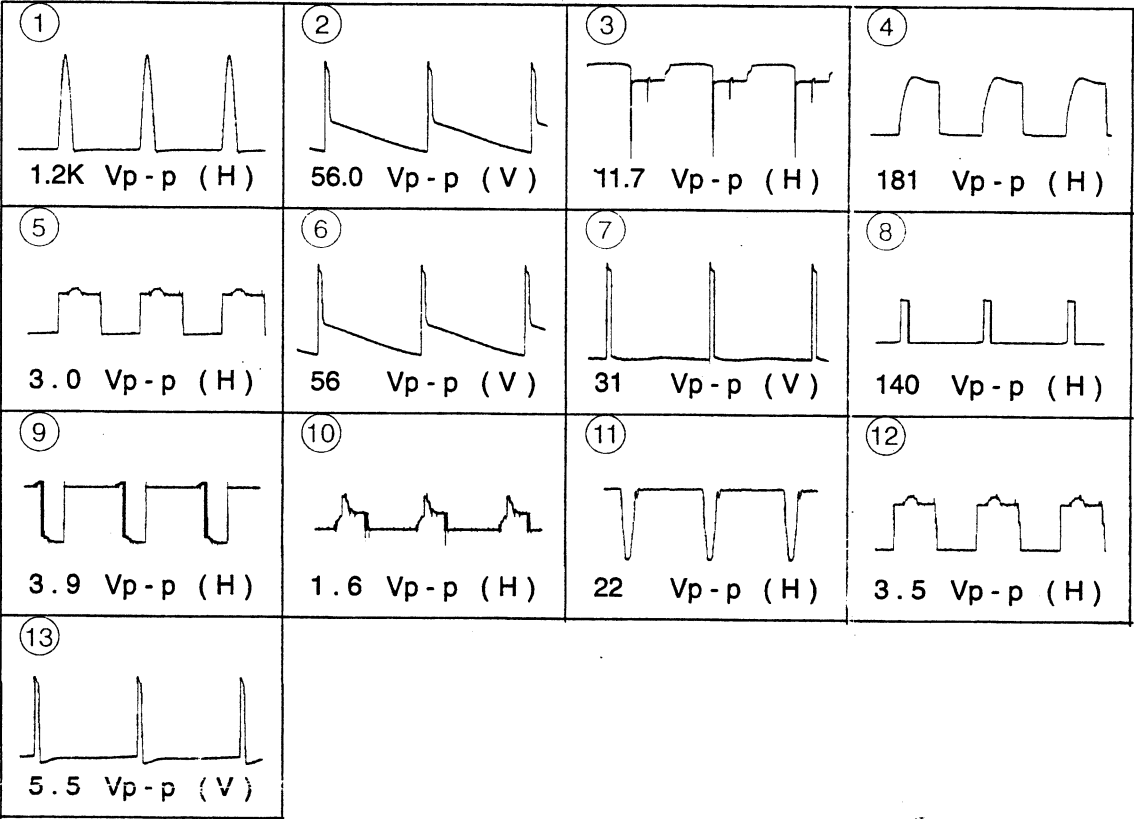 1
1.2K Vp-p (H)
2
56.0 Vp-p (V)
3
11.7 Vp-p (H)
4
181 Vp-p (H)
5
3.0 Vp-p (H)
6
56 Vp-p (V)
7
31 Vp-p (V)
8
140 Vp-p (H)
9
3.9 Vp-p (H)
10
1.6 Vp-p (H)
11
22 Vp-p (H)
12
3.5 Vp-p (H)
13
5.5 Vp-p (V)